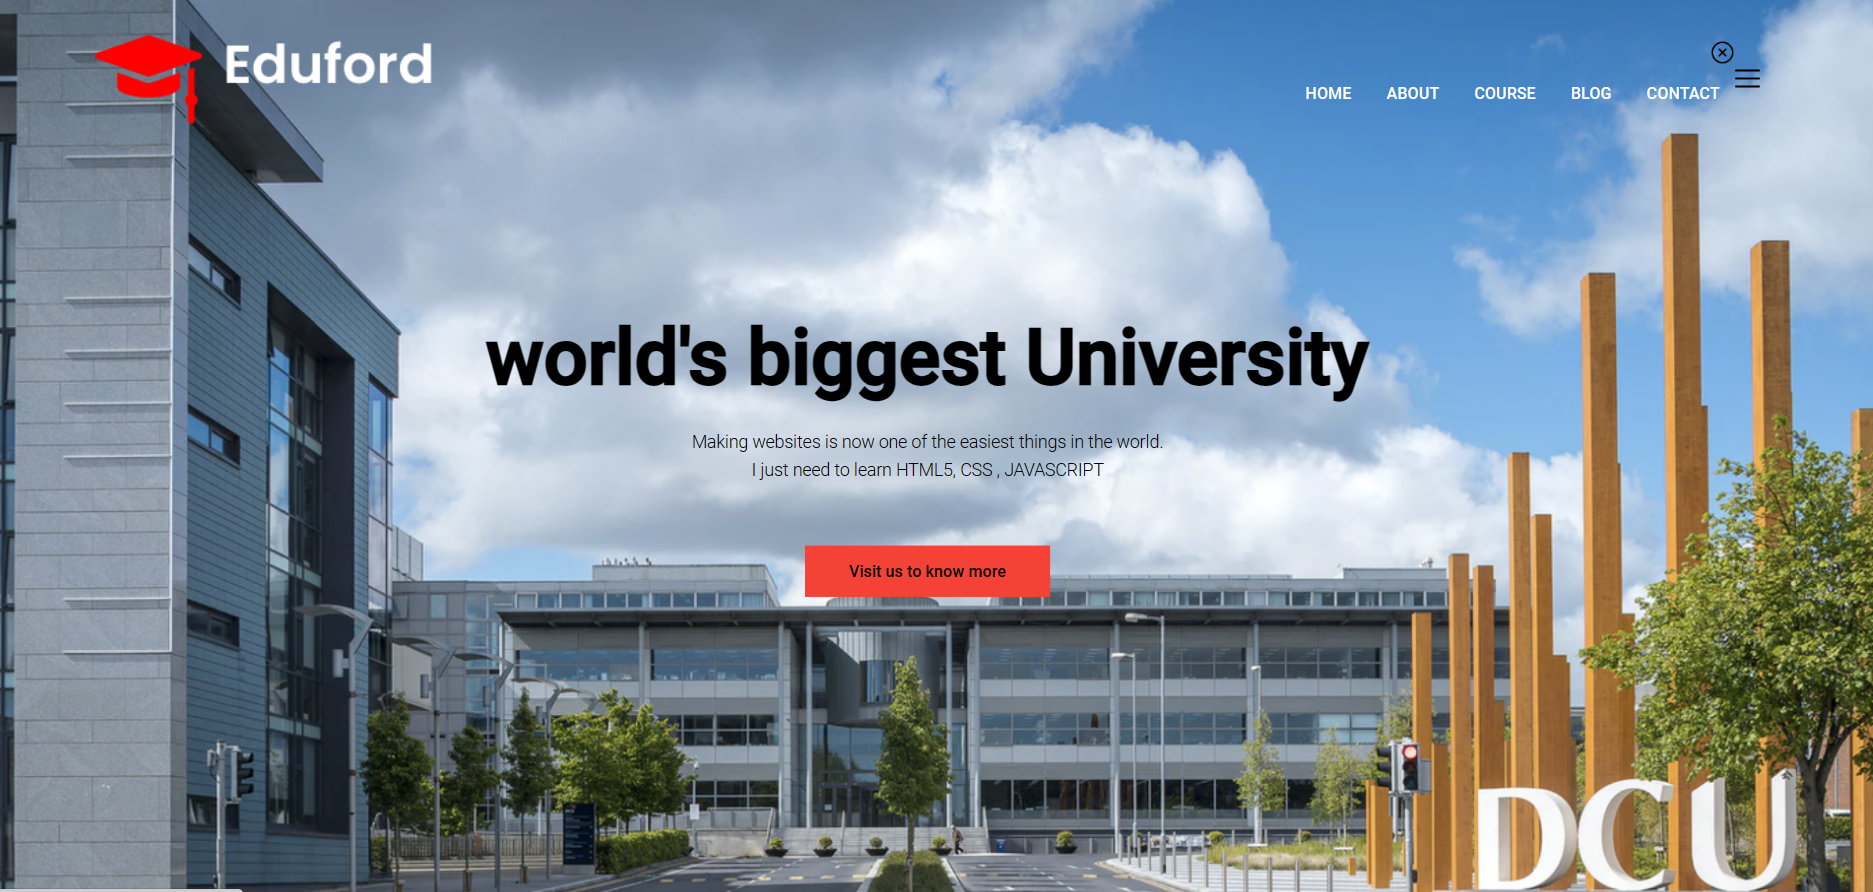 Eduford
HOME ABOUT COURSE BLOG CONTACT
world's biggest University
Making websites is now one of the easiest things in the world.
I just need to learn HTML5, CSS , JAVASCRIPT
Visit us to know more
DCU